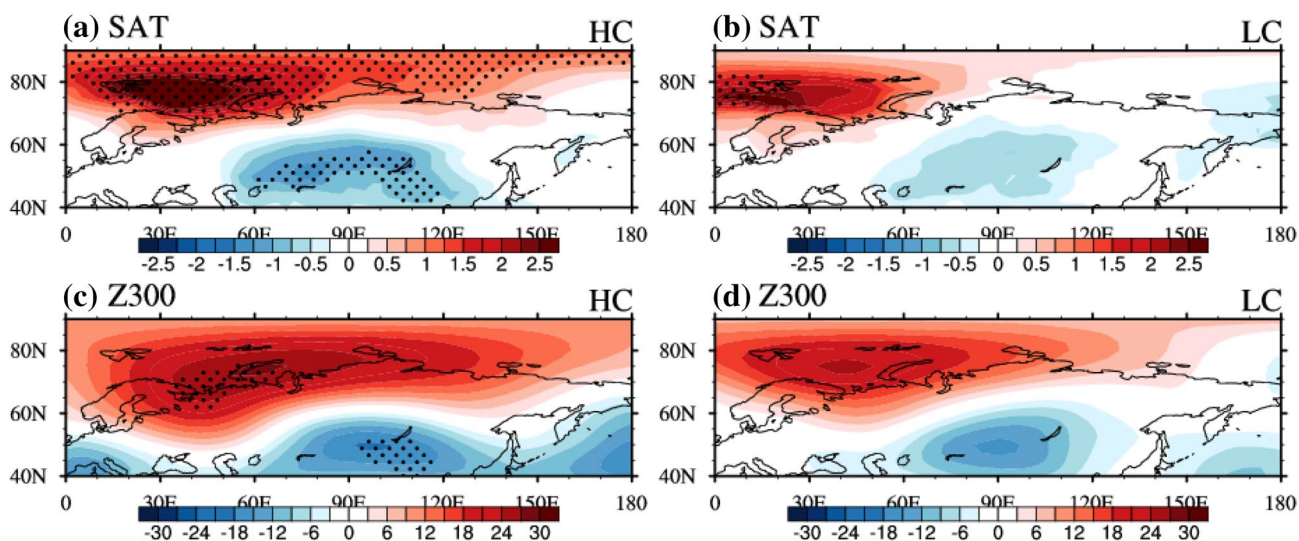 (a) SAT HC
(b) SAT LC
80N
60N
40N
0 30E 60E 90E 120E 150E 180
0 30E 60E 90E 120E 150E 180
-2.5 -2 -1.5 -1 -0.5 0 0.5 1 1.5 2 2.5
-2.5 -2 -1.5 -1 -0.5 0 0.5 1 1.5 2 2.5
80N
60N
40N
(c) Z300 HC
(d) Z300 LC
80N
60N
40N
0 30E 60E 90E 120E 150E 180
0 30E 60E 90E 120E 150E 180
-30 -24 -18 -12 -6 0 6 12 18 24 30
-30 -24 -18 -12 -6 0 6 12 18 24 30
80N
60N
40N